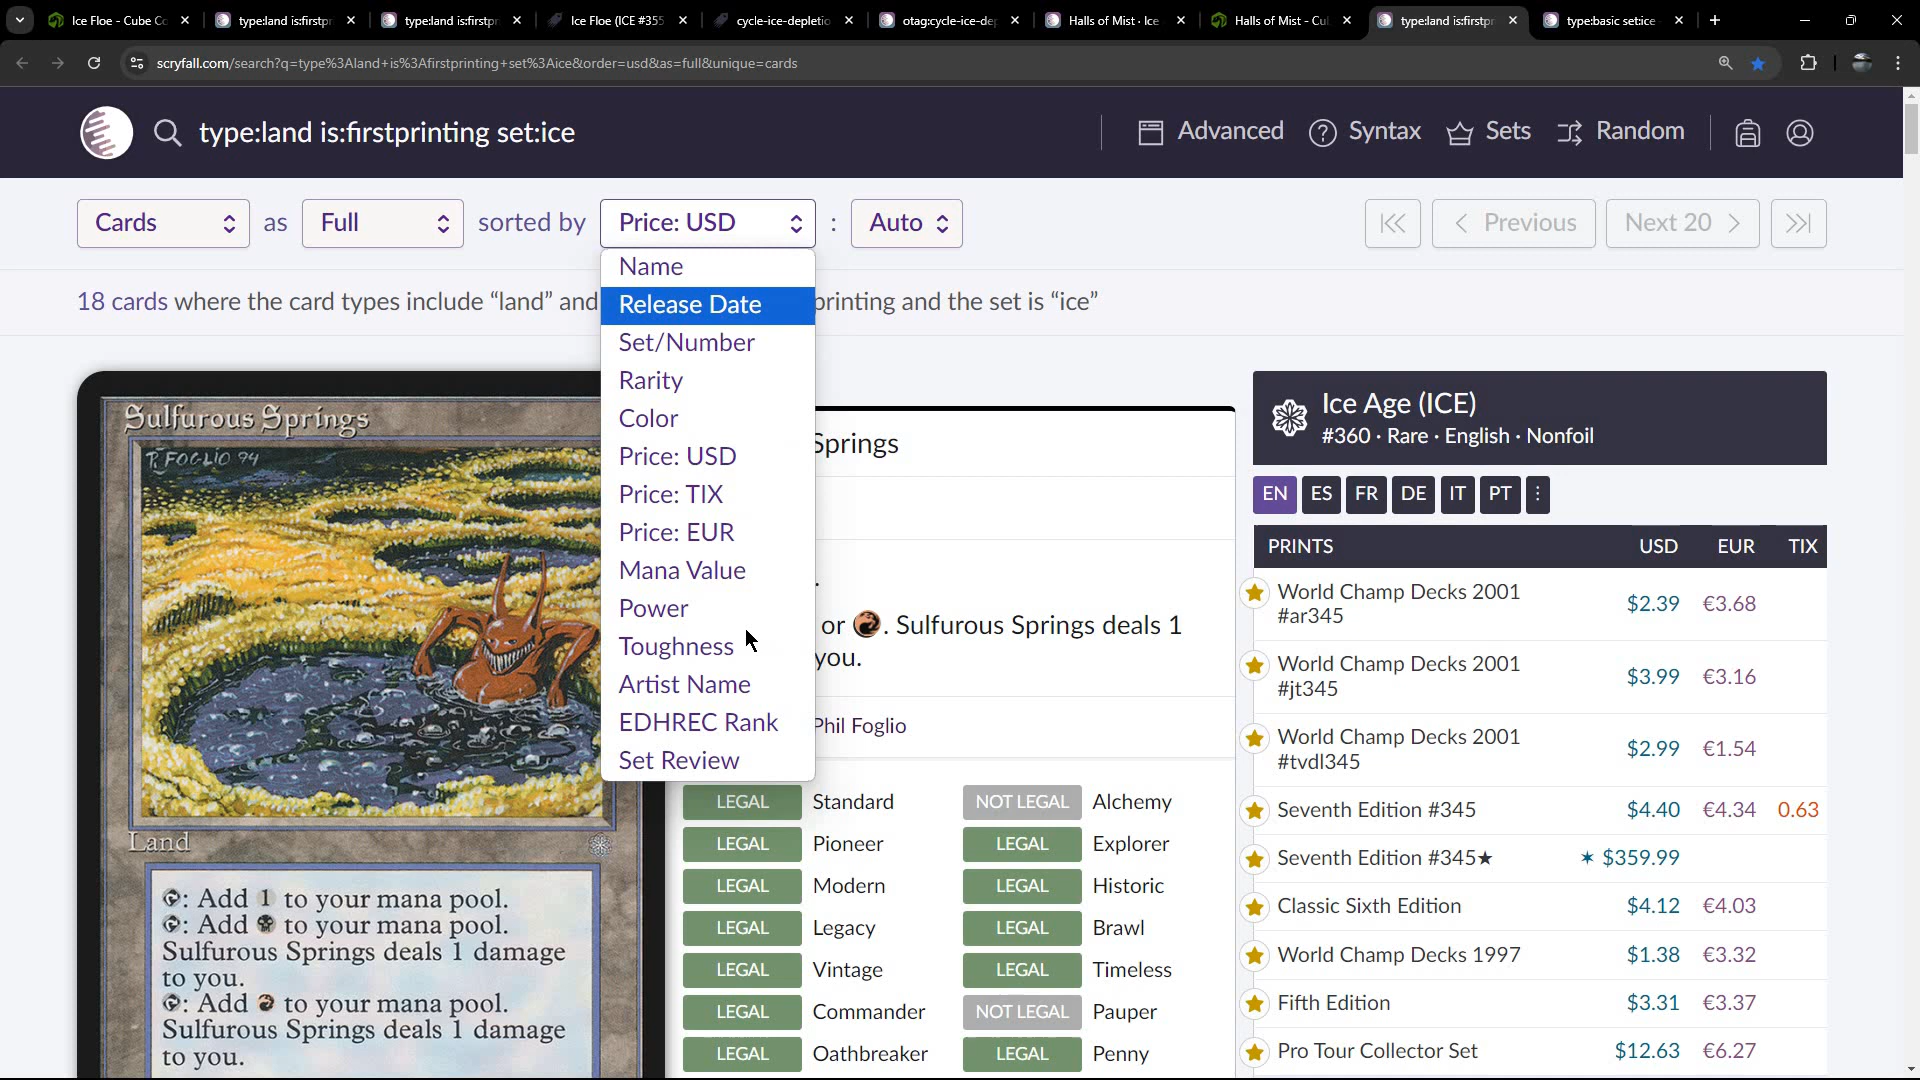 Ice Floe - Cube Co
type:land is:firstpr
type:land is:firstpr
Ice Floe (ICE #355
cycle-ice-depletio
otag:cycle-ice-dep
Halls of Mist · Ice
Halls of Mist - Cu
type:land is:firstpr
type:basic set:ice
scryfall.com/search?q=type%3Aland+is%3Afirstprinting+set%3Aice&order=usd&as=full&unique=cards
type:land is:firstprinting set:ice
Advanced
Syntax
Sets
Random
Cards
as
Full
sorted by
Price: USD
:
Auto
Previous
Next 20
Name
Release Date
Set/Number
Rarity
Color
Price: USD
Price: TIX
Price: EUR
Mana Value
Power
Toughness
Artist Name
EDHREC Rank
Set Review
18 cards where the card types include “land” and printing and the set is “ice”
Sulfurous Springs
P. FOGLIO 94
Land
: Add 1 to your mana pool.
: Add to your mana pool.
Sulfurous Springs deals 1 damage
to you.
: Add to your mana pool.
Sulfurous Springs deals 1 damage
to you.
Springs
.
or . Sulfurous Springs deals 1
you.
Phil Foglio
LEGAL Standard NOT LEGAL Alchemy
LEGAL Pioneer LEGAL Explorer
LEGAL Modern LEGAL Historic
LEGAL Legacy LEGAL Brawl
LEGAL Vintage LEGAL Timeless
LEGAL Commander NOT LEGAL Pauper
LEGAL Oathbreaker LEGAL Penny
Ice Age (ICE)
#360 · Rare · English · Nonfoil
EN ES FR DE IT PT
PRINTS USD EUR TIX
World Champ Decks 2001
#ar345 $2.39 €3.68
World Champ Decks 2001
#jt345 $3.99 €3.16
World Champ Decks 2001
#tvdl345 $2.99 €1.54
Seventh Edition #345 $4.40 €4.34 0.63
Seventh Edition #345★ $359.99
Classic Sixth Edition $4.12 €4.03
World Champ Decks 1997 $1.38 €3.32
Fifth Edition $3.31 €3.37
Pro Tour Collector Set $12.63 €6.27